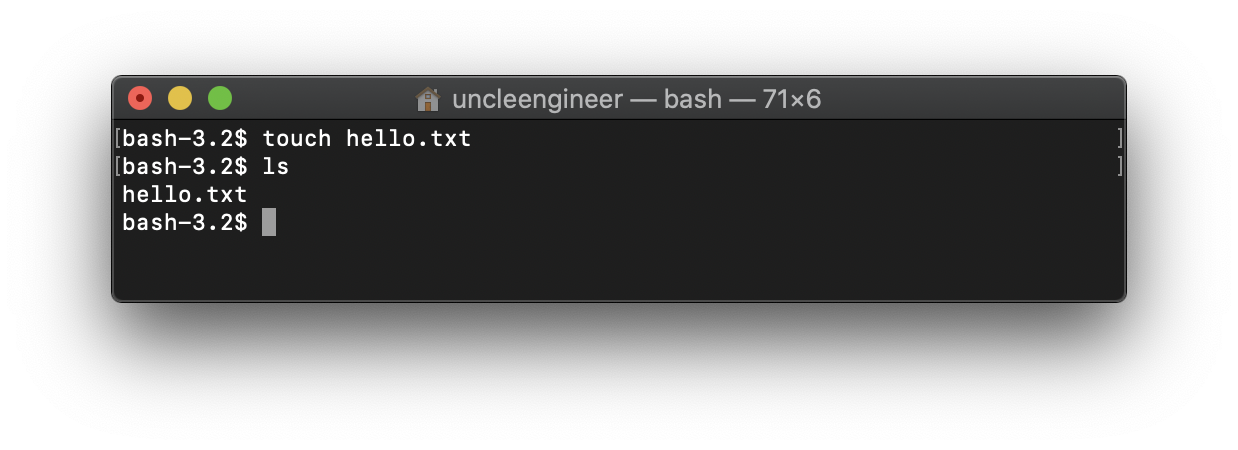 uncleengineer — bash — 71×6
[bash-3.2$ touch hello.txt ]
[bash-3.2$ ls ]
hello.txt
bash-3.2$